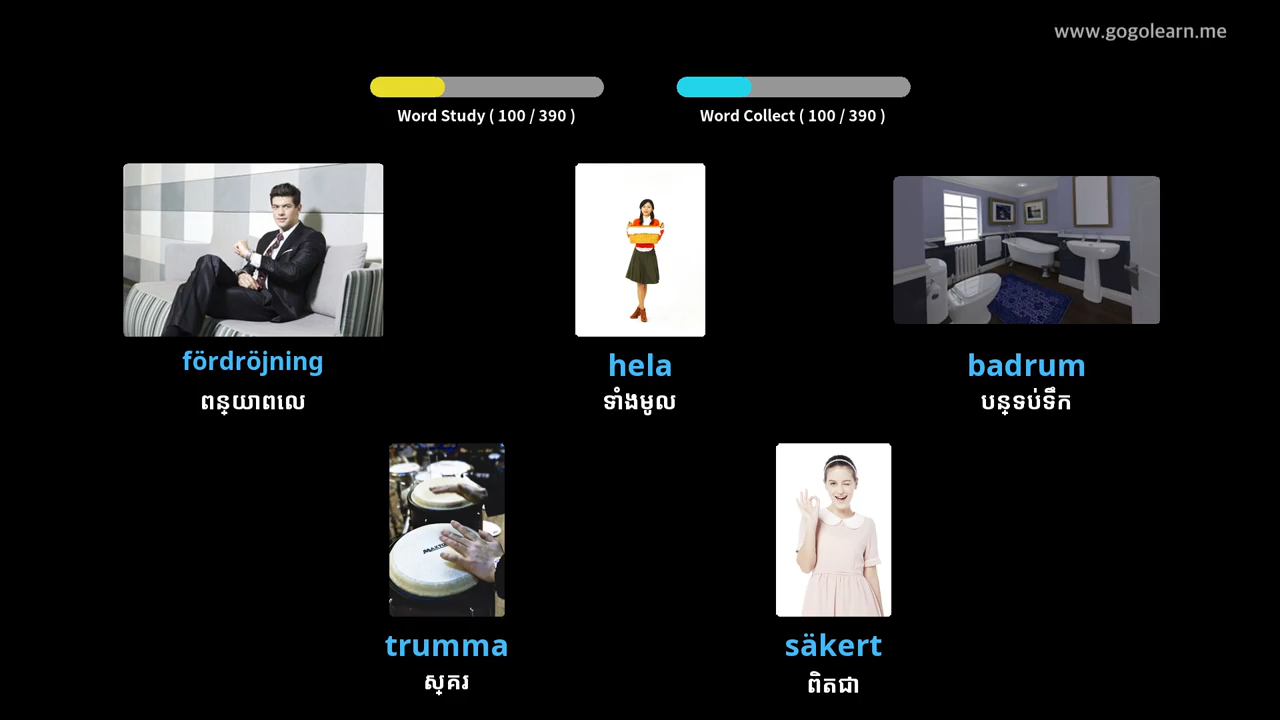 www.gogolearn.me
Word Study ( 100 / 390 )
Word Collect ( 100 / 390 )
fördröjning
ពន្យាពលេ
hela
ទាំងមូល
badrum
បន្ទប់ទឹក
trumma
ស្គរ
säkert
ពិតជា